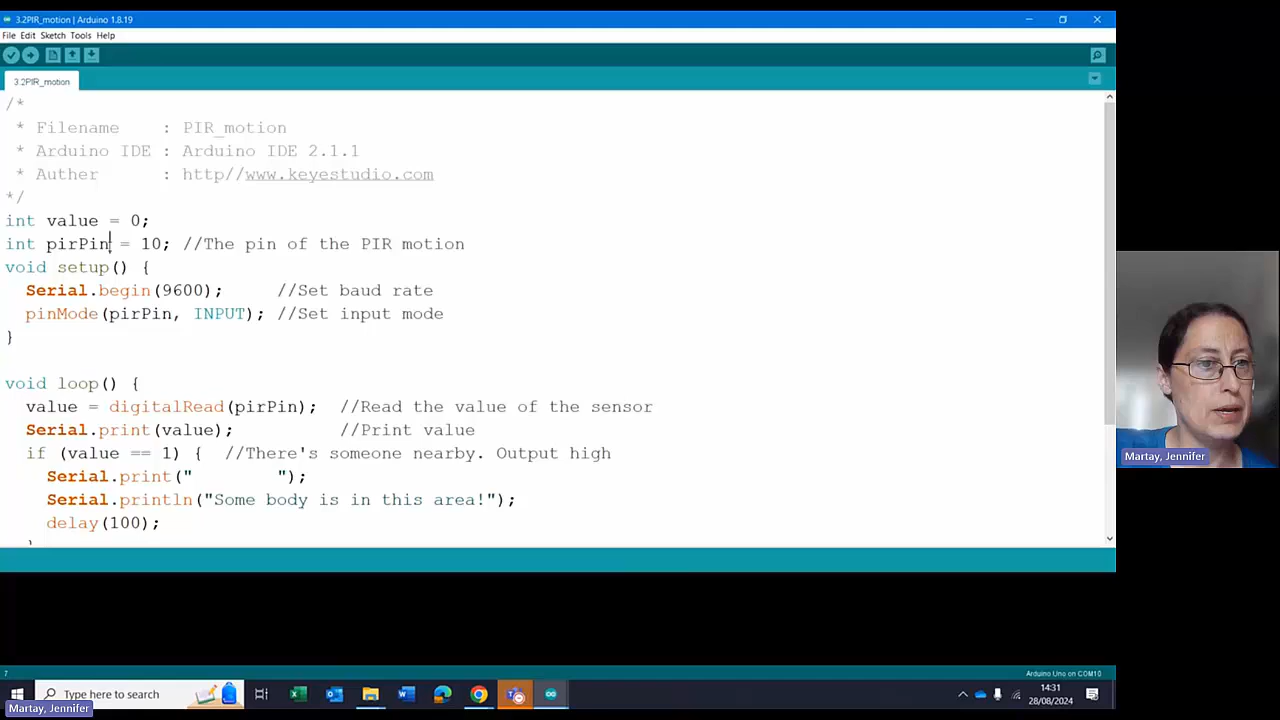 3.2PIR_motion | Arduino 1.8.19
File Edit Sketch Tools Help
3.2PIR_motion
/*
* Filename : PIR_motion
* Arduino IDE : Arduino IDE 2.1.1
* Auther : http//www.keyestudio.com
*/
int value = 0;
int pirPin = 10; //The pin of the PIR motion
void setup() {
Serial.begin(9600); //Set baud rate
pinMode(pirPin, INPUT); //Set input mode
}
void loop() {
value = digitalRead(pirPin); //Read the value of the sensor
Serial.print(value); //Print value
if (value == 1) { //There's someone nearby. Output high
Serial.print(" ");
Serial.println("Some body is in this area!");
delay(100);
Martay, Jennifer
7
Arduino Uno on COM10
Type here to search
14:31
28/08/2024
Martay, Jennifer